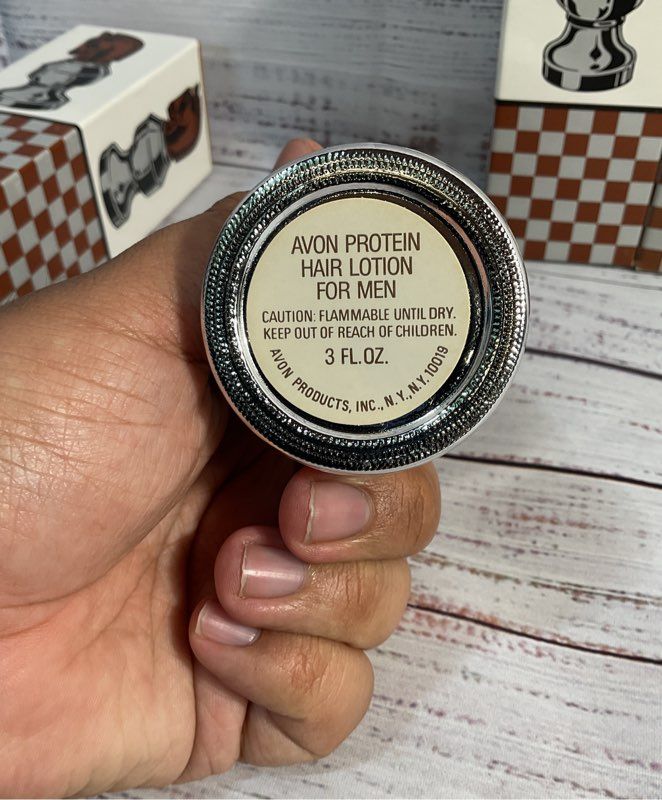 AVON PROTEIN
HAIR LOTION
FOR MEN
CAUTION: FLAMMABLE UNTIL DRY.
KEEP OUT OF REACH OF CHILDREN.
3 FL.OZ.
AVON PRODUCTS, INC., N.Y., N.Y. 10019